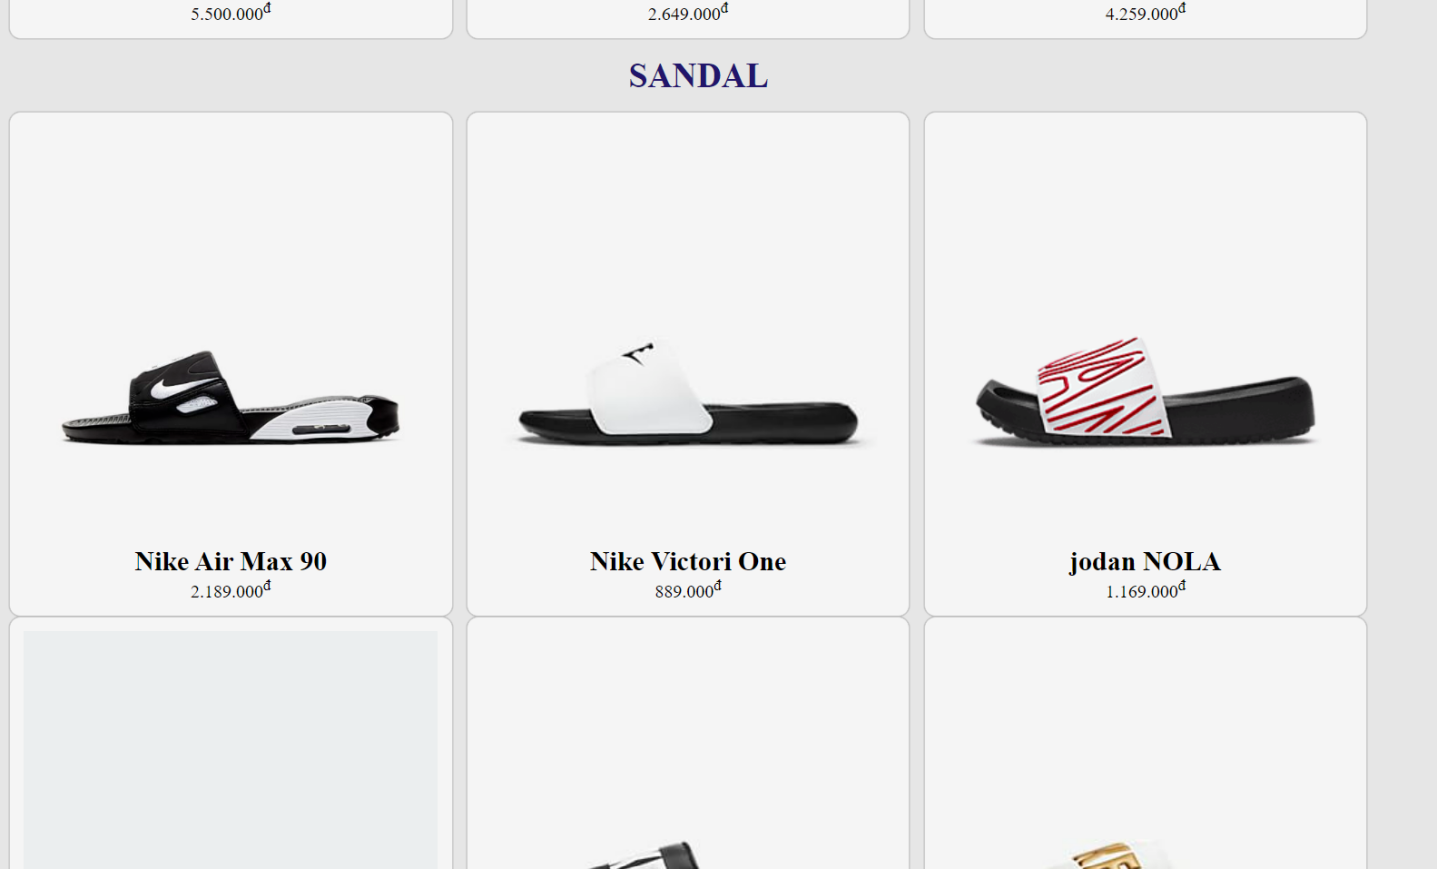 5.500.000đ
2.649.000đ
4.259.000đ
SANDAL
Nike Air Max 90
2.189.000đ
Nike Victori One
889.000đ
jodan NOLA
1.169.000đ